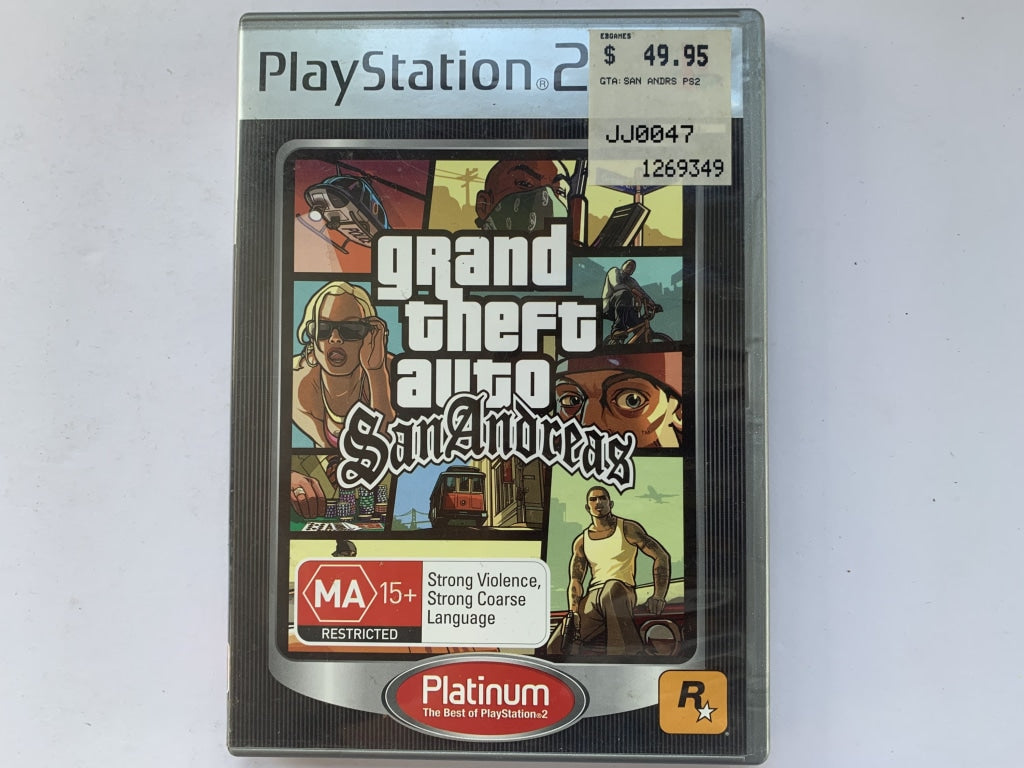 PlayStation®2
EBGAMES
$ 49.95
GTA: SAN ANDRS PS2
JJ0047
1269349
grand
theft
auto
San Andreas
MA 15+
RESTRICTED
Strong Violence,
Strong Coarse
Language
Platinum
The Best of PlayStation®2
R